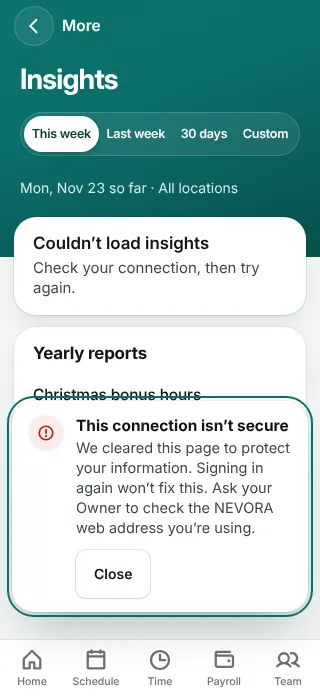 More
Insights
This week
Last week
30 days
Custom
Mon, Nov 23 so far · All locations
Couldn’t load insights
Check your connection, then try
again.
Yearly reports
Christmas bonus hours
This connection isn’t secure
We cleared this page to protect
your information. Signing in
again won’t fix this. Ask your
Owner to check the NEVORA
web address you’re using.
Close
Home
Schedule
Time
Payroll
Team